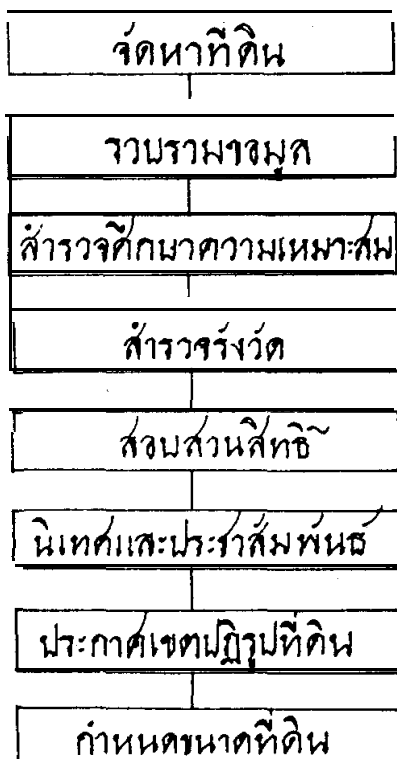 จัดหาที่ดิน
รวบรวมขอมูล
สำรวจศึกษาความเหมาะสม
สำรวจรังวัด
สอบสวนสิทธิ
นิเทศและประชาสัมพันธ์
ประกาศเขตปฏิรูปที่ดิน
กำหนดขนาดที่ดิน